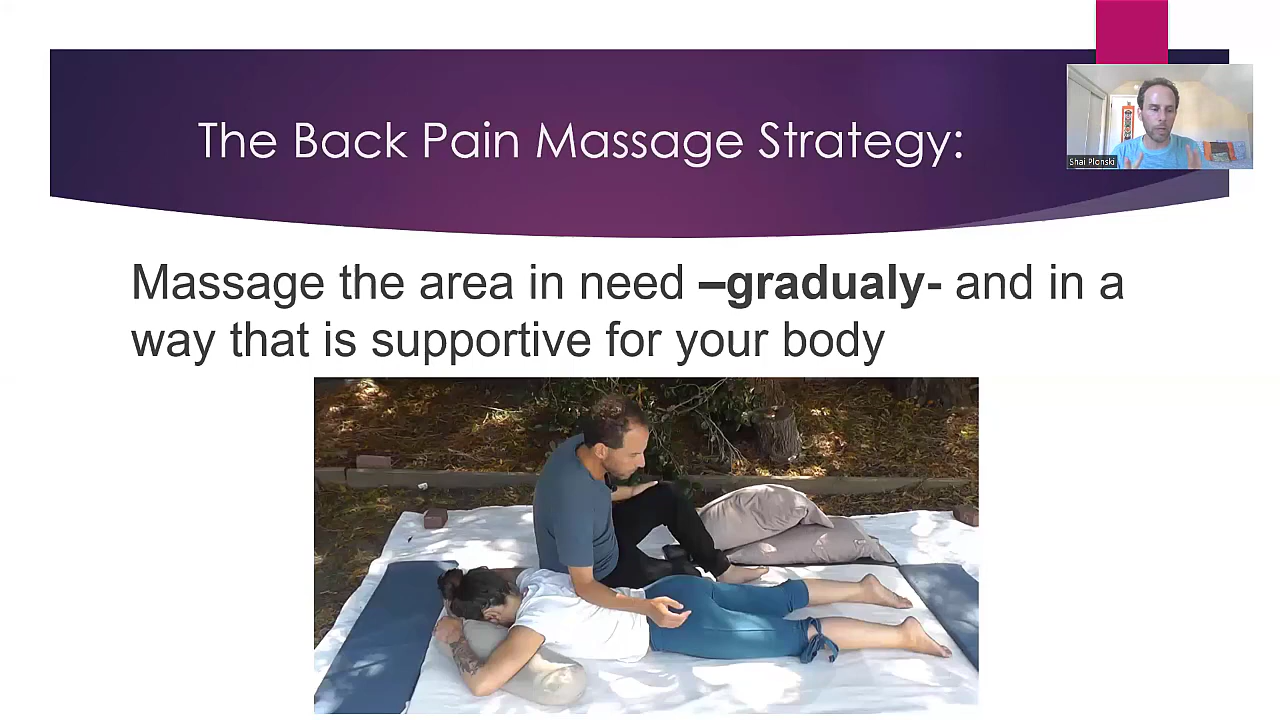 The Back Pain Massage Strategy:
Shai Plonski
Massage the area in need –gradualy- and in a
way that is supportive for your body